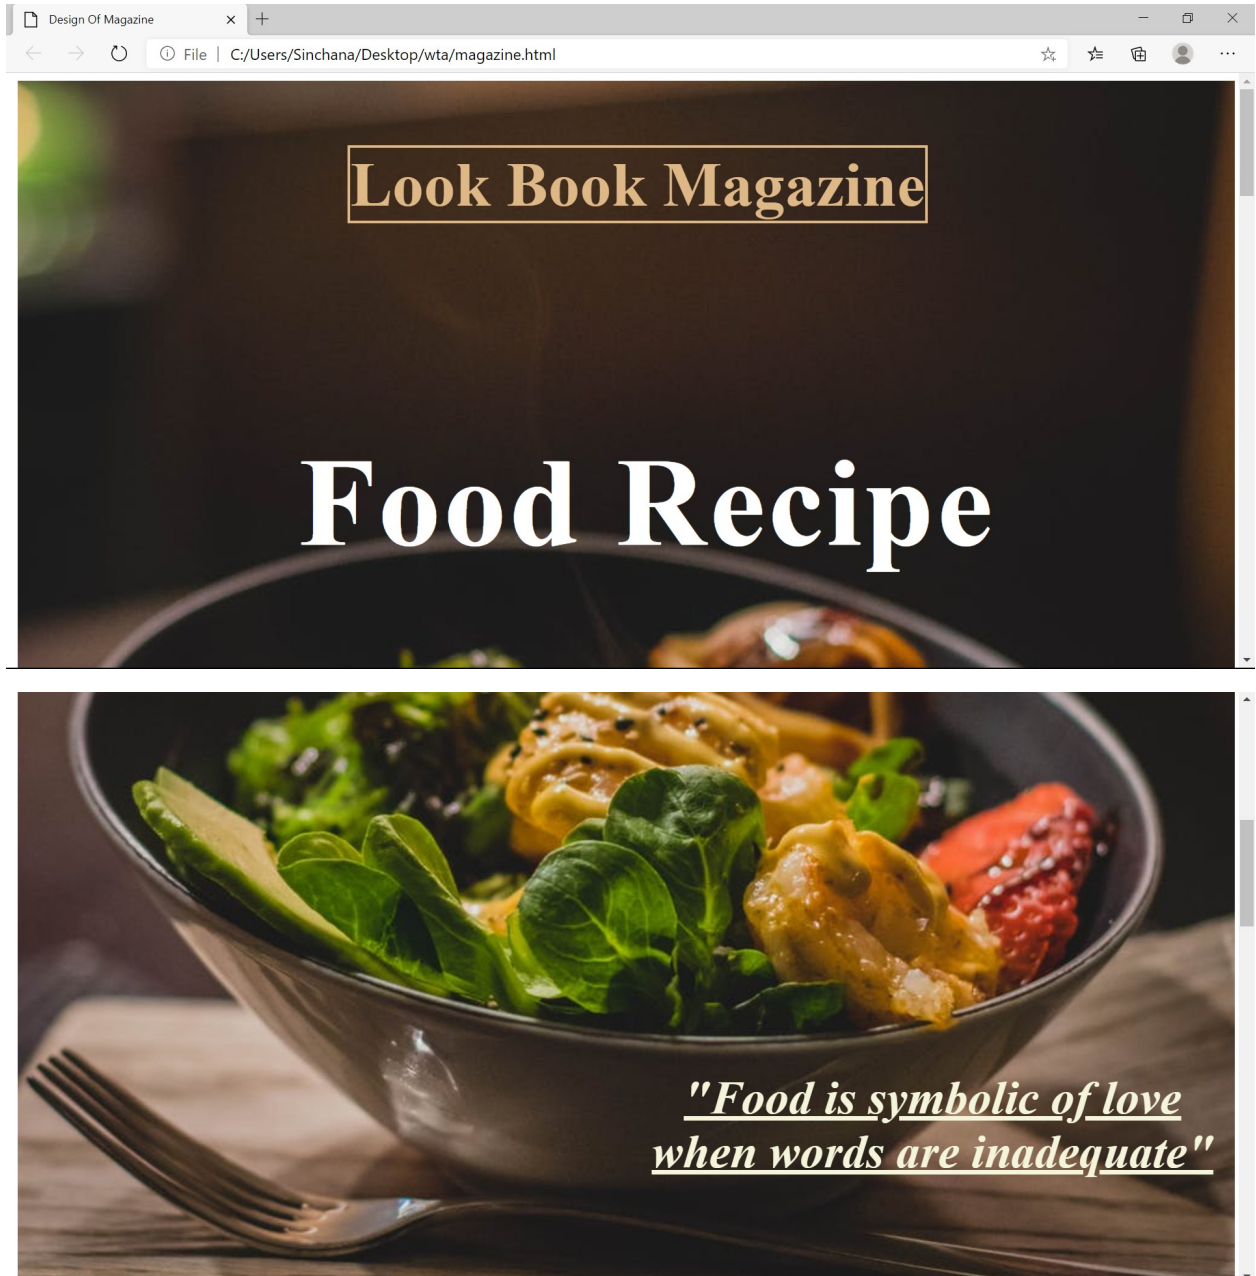 Design Of Magazine
File | C:/Users/Sinchana/Desktop/wta/magazine.html
Look Book Magazine
Food Recipe
"Food is symbolic of love
when words are inadequate"